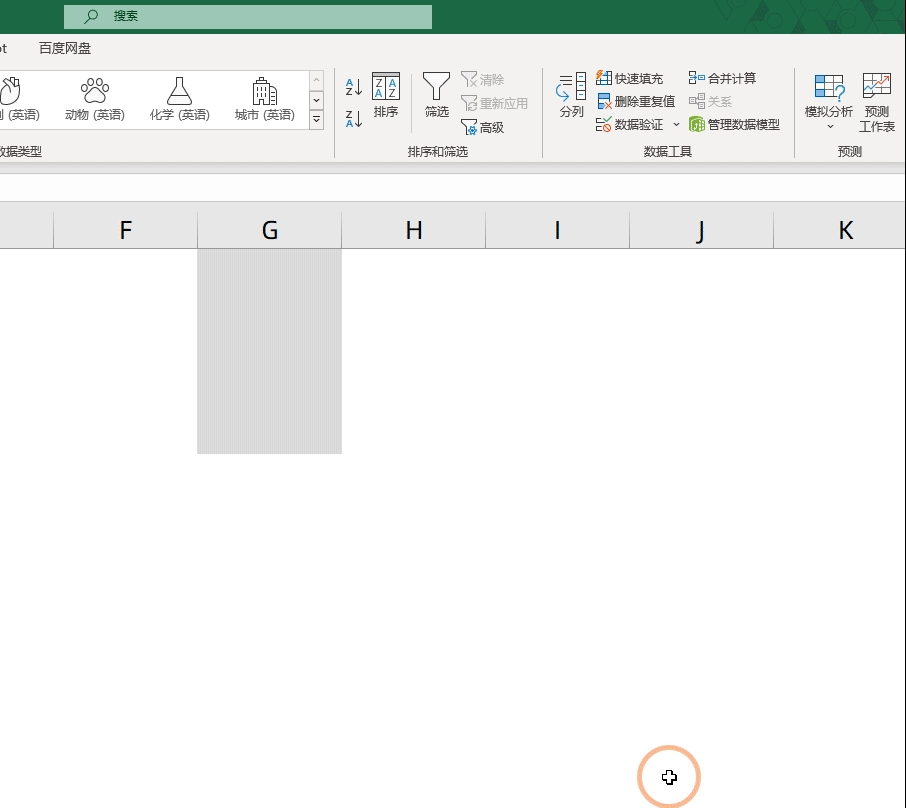 搜索
ot
百度网盘
(英语)
动物 (英语)
化学 (英语)
城市 (英语)
数据类型
排序
筛选
清除
重新应用
高级
排序和筛选
分列
快速填充
删除重复值
数据验证
合并计算
关系
管理数据模型
数据工具
模拟分析
预测
工作表
预测
F G H I J K